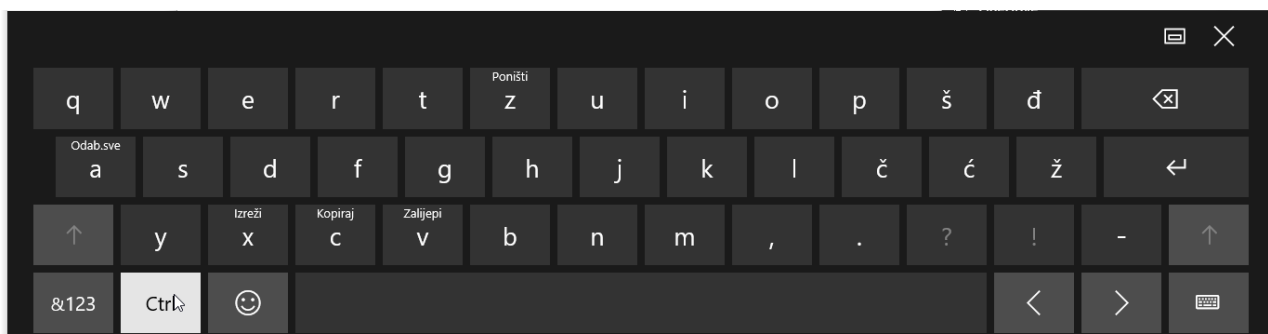 Poništi
q w e r t z u i o p š đ
Odab.sve
a s d f g h j k l č ć ž
Izreži Kopiraj Zalijepi
y x c v b n m , . ? ! -
&123 Ctrl